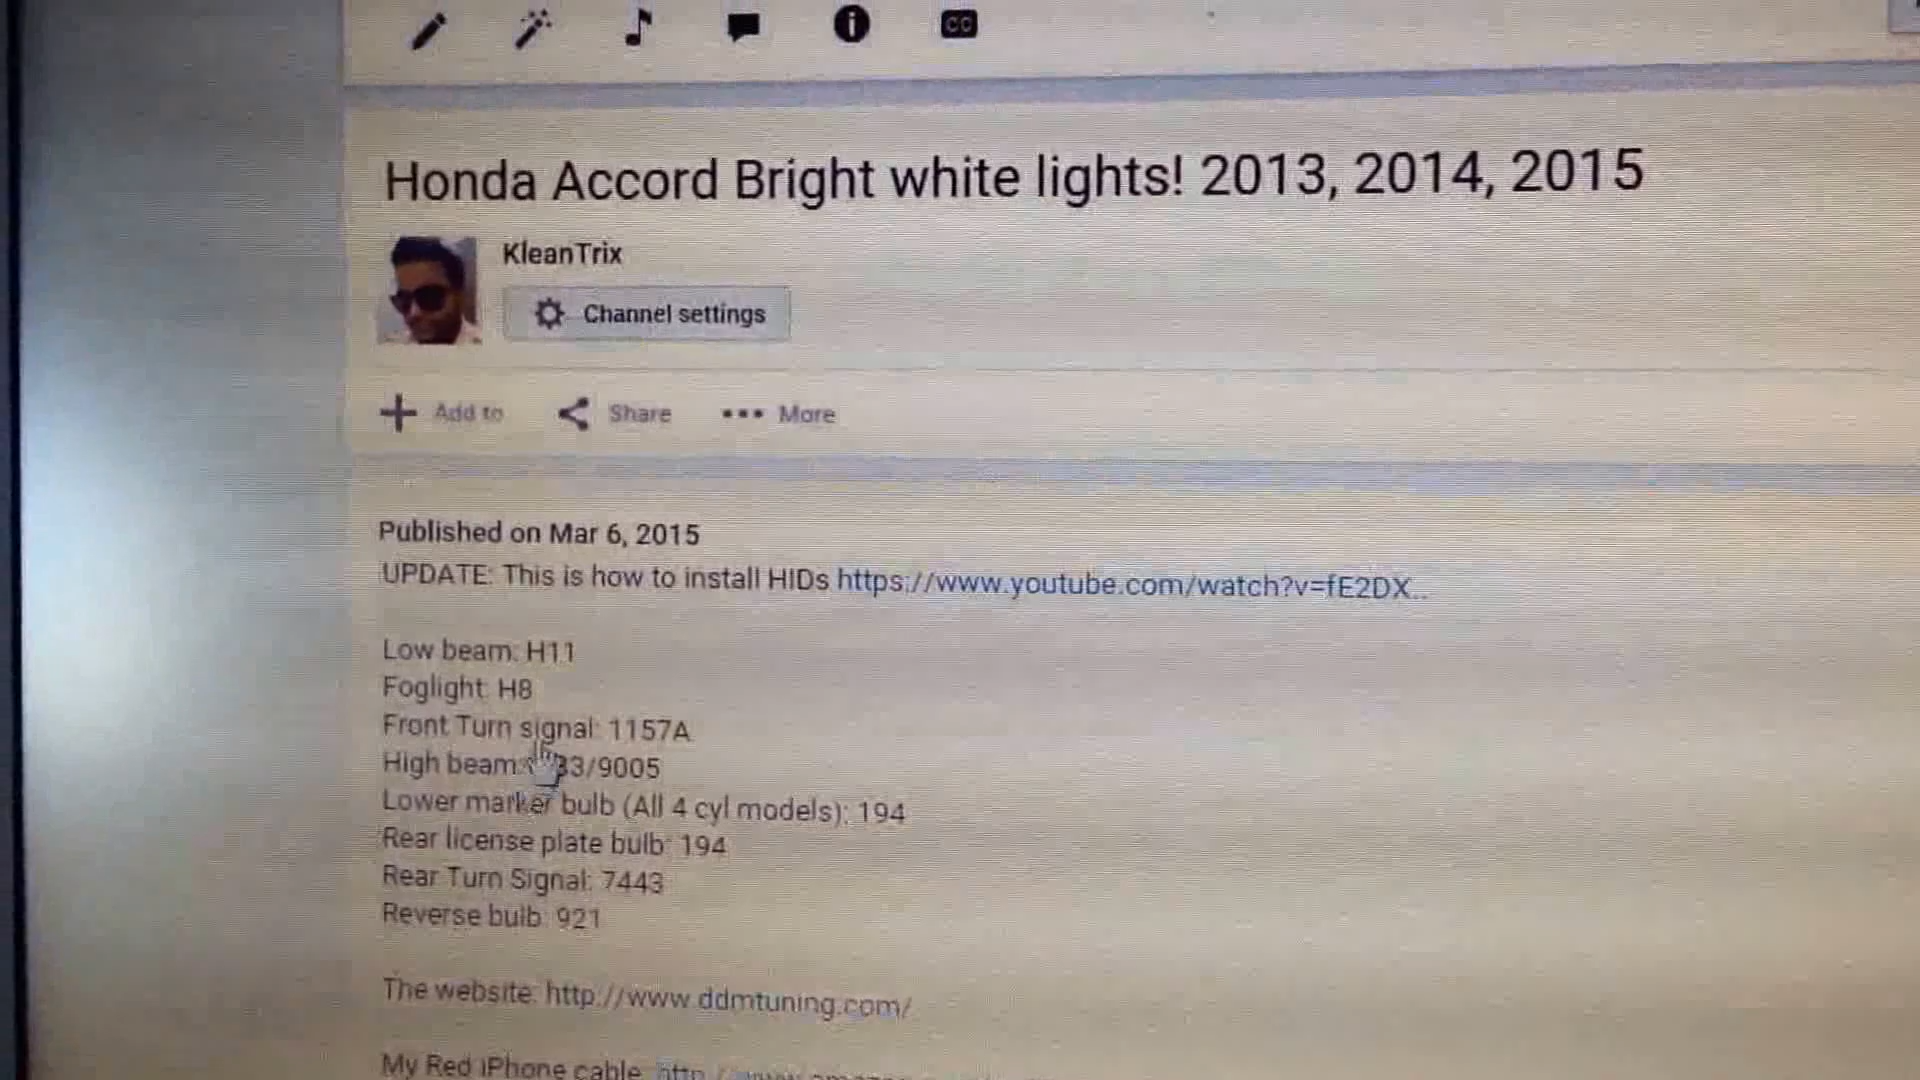 CC
Honda Accord Bright white lights! 2013, 2014, 2015
KleanTrix
Channel settings
Add to
Share
More
Published on Mar 6, 2015
UPDATE: This is how to install HIDs https://www.youtube.com/watch?v=fE2DX...
Low beam: H11
Foglight: H8
Front Turn signal: 1157A
High beam: 33/9005
Lower marker bulb (All 4 cyl models): 194
Rear license plate bulb: 194
Rear Turn Signal: 7443
Reverse bulb: 921
The website: http://www.ddmtuning.com/
My Red iPhone cable: